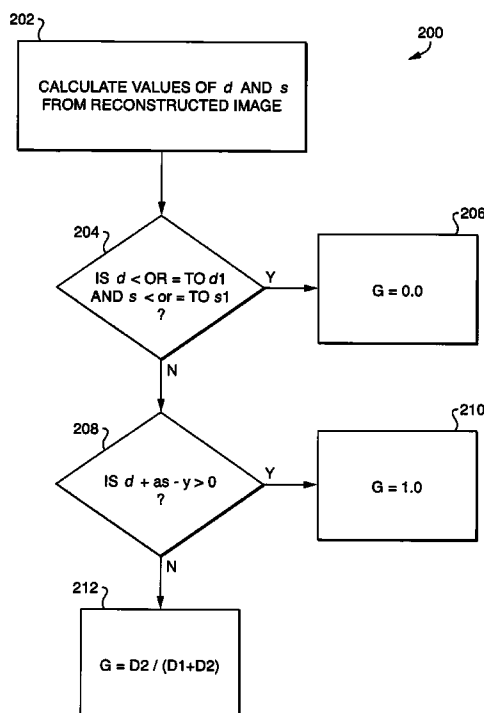 202
200
CALCULATE VALUES OF d AND s
FROM RECONSTRUCTED IMAGE
204
IS d < OR = TO d1
AND s < or = TO s1
?
Y
N
206
G = 0.0
208
IS d + as - y > 0
?
Y
N
210
G = 1.0
212
G = D2 / (D1+D2)